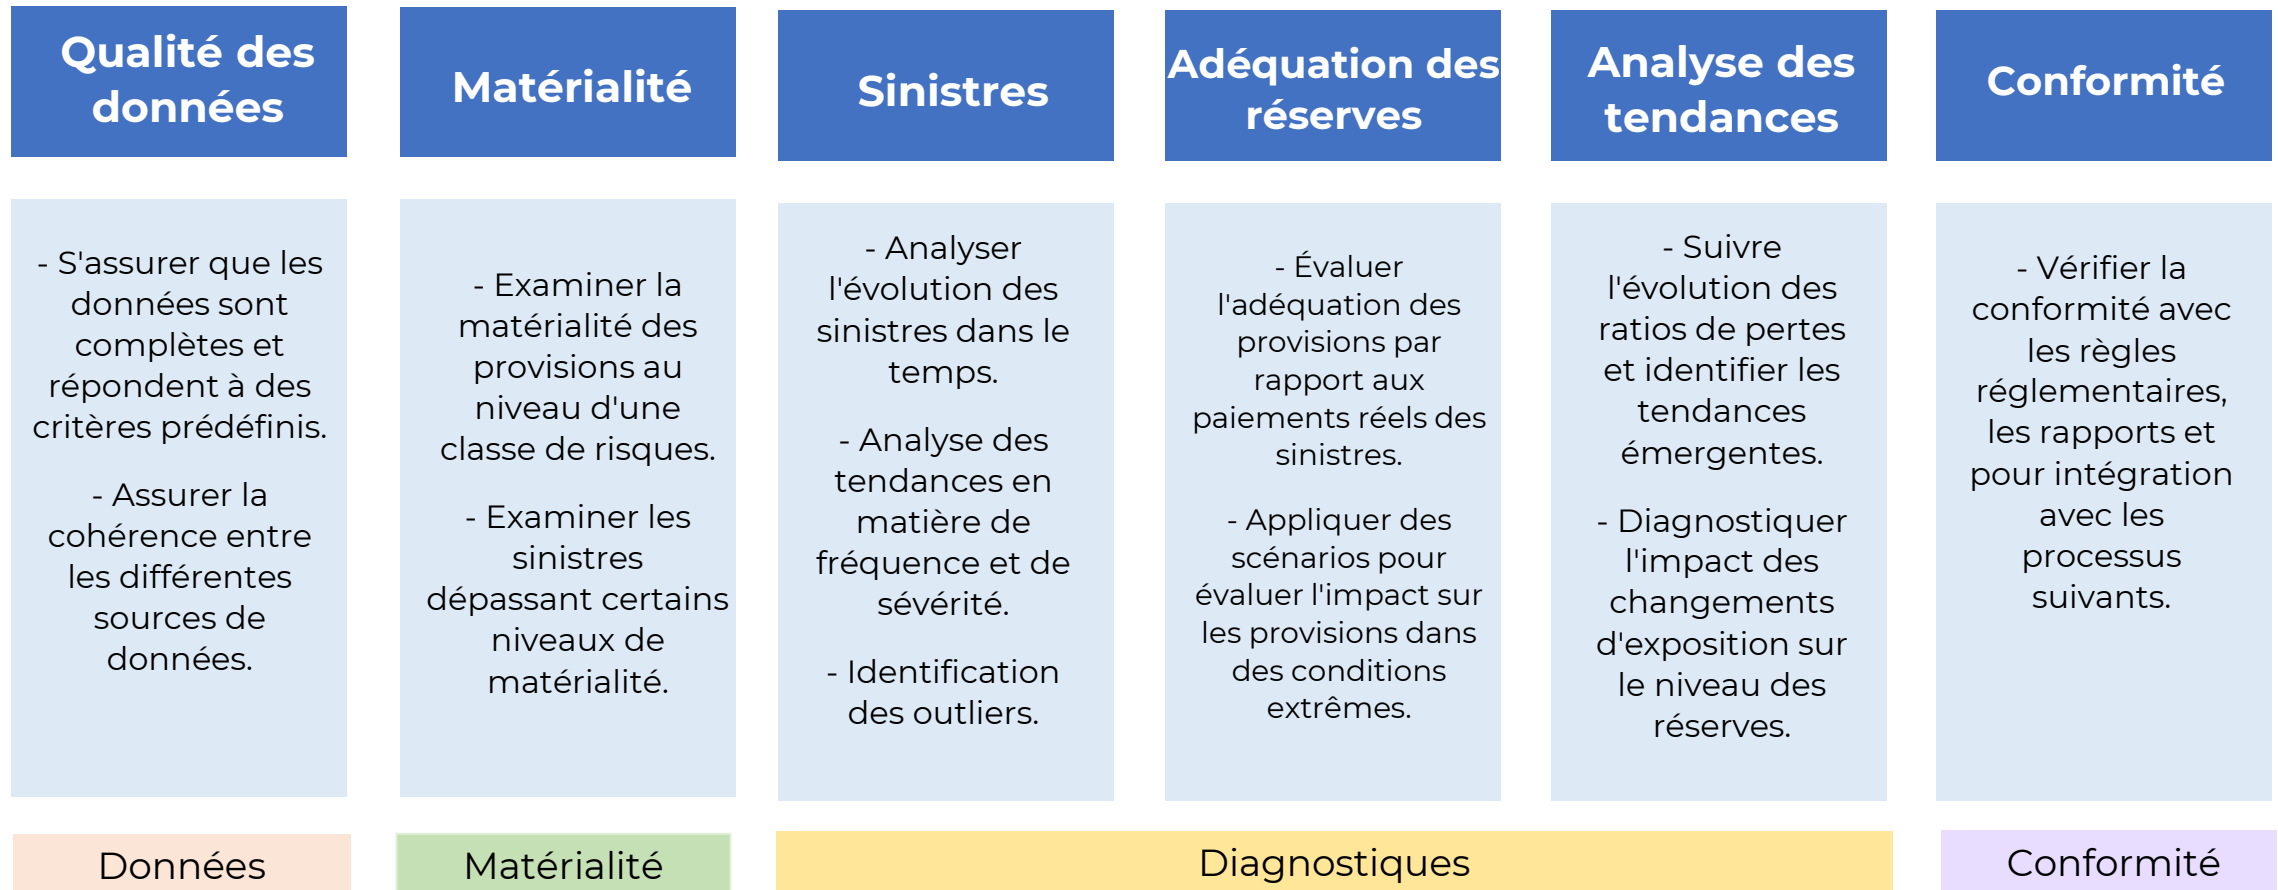 Qualité des
données
Matérialité
Sinistres
Adéquation des
réserves
Analyse des
tendances
Conformité
- S'assurer que les
données sont
complètes et
répondent à des
critères prédéfinis.
- Assurer la
cohérence entre
les différentes
sources de
données.
- Examiner la
matérialité des
provisions au
niveau d'une
classe de risques.
- Examiner les
sinistres
dépassant certains
niveaux de
matérialité.
- Analyser
l'évolution des
sinistres dans le
temps.
- Analyse des
tendances en
matière de
fréquence et de
sévérité.
- Identification
des outliers.
- Évaluer
l'adéquation des
provisions par
rapport aux
paiements réels des
sinistres.
- Appliquer des
scénarios pour
évaluer l'impact sur
les provisions dans
des conditions
extrêmes.
- Suivre
l'évolution des
ratios de pertes
et identifier les
tendances
émergentes.
- Diagnostiquer
l'impact des
changements
d'exposition sur
le niveau des
réserves.
- Vérifier la
conformité avec
les règles
réglementaires,
les rapports et
pour intégration
avec les
processus
suivants.
Données
Matérialité
Diagnostiques
Conformité